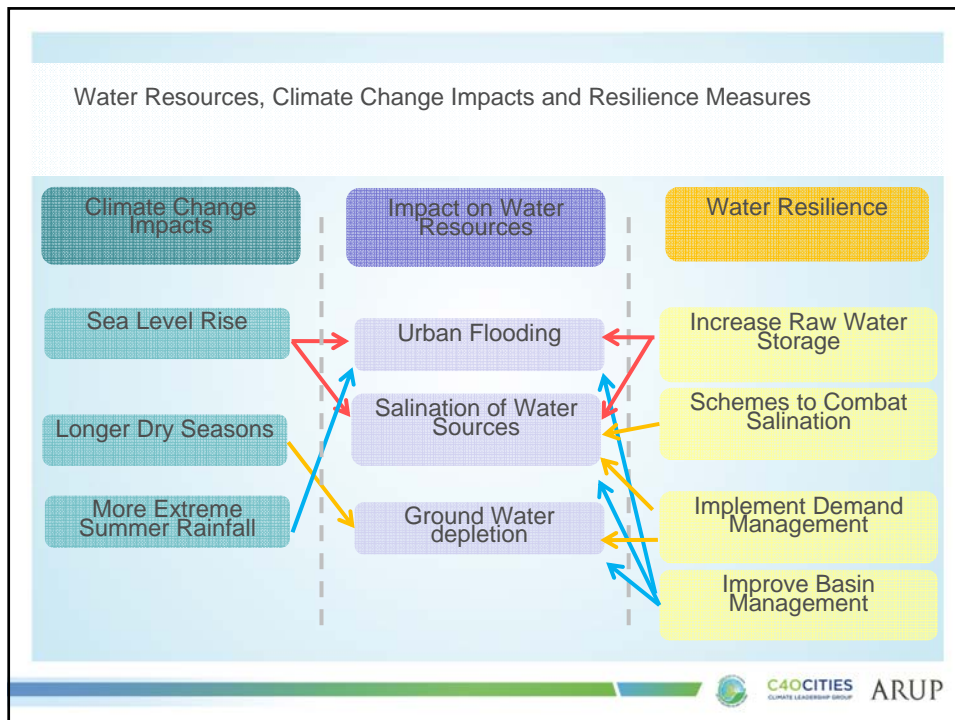 Water Resources, Climate Change Impacts and Resilience Measures
Climate Change
Impacts
Impact on Water
Resources
Water Resilience
Sea Level Rise
Urban Flooding
Increase Raw Water
Storage
Longer Dry Seasons
Salination of Water
Sources
Schemes to Combat
Salination
More Extreme
Summer Rainfall
Ground Water
depletion
Implement Demand
Management
Improve Basin
Management
C40CITIES
CLIMATE LEADERSHIP GROUP
ARUP